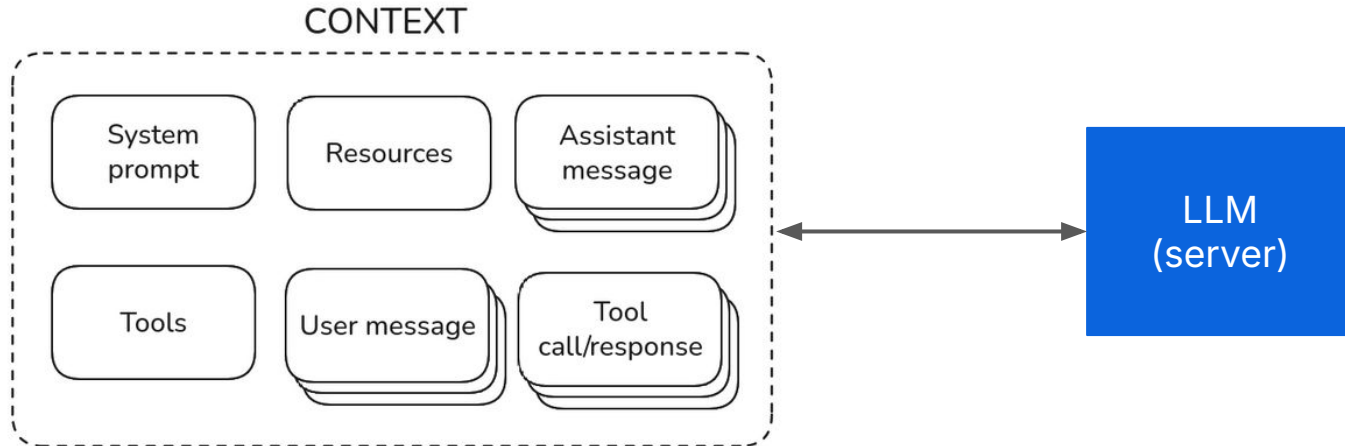 CONTEXT
System
prompt
Resources
Assistant
message
Tools
User message
Tool
call/response
LLM
(server)